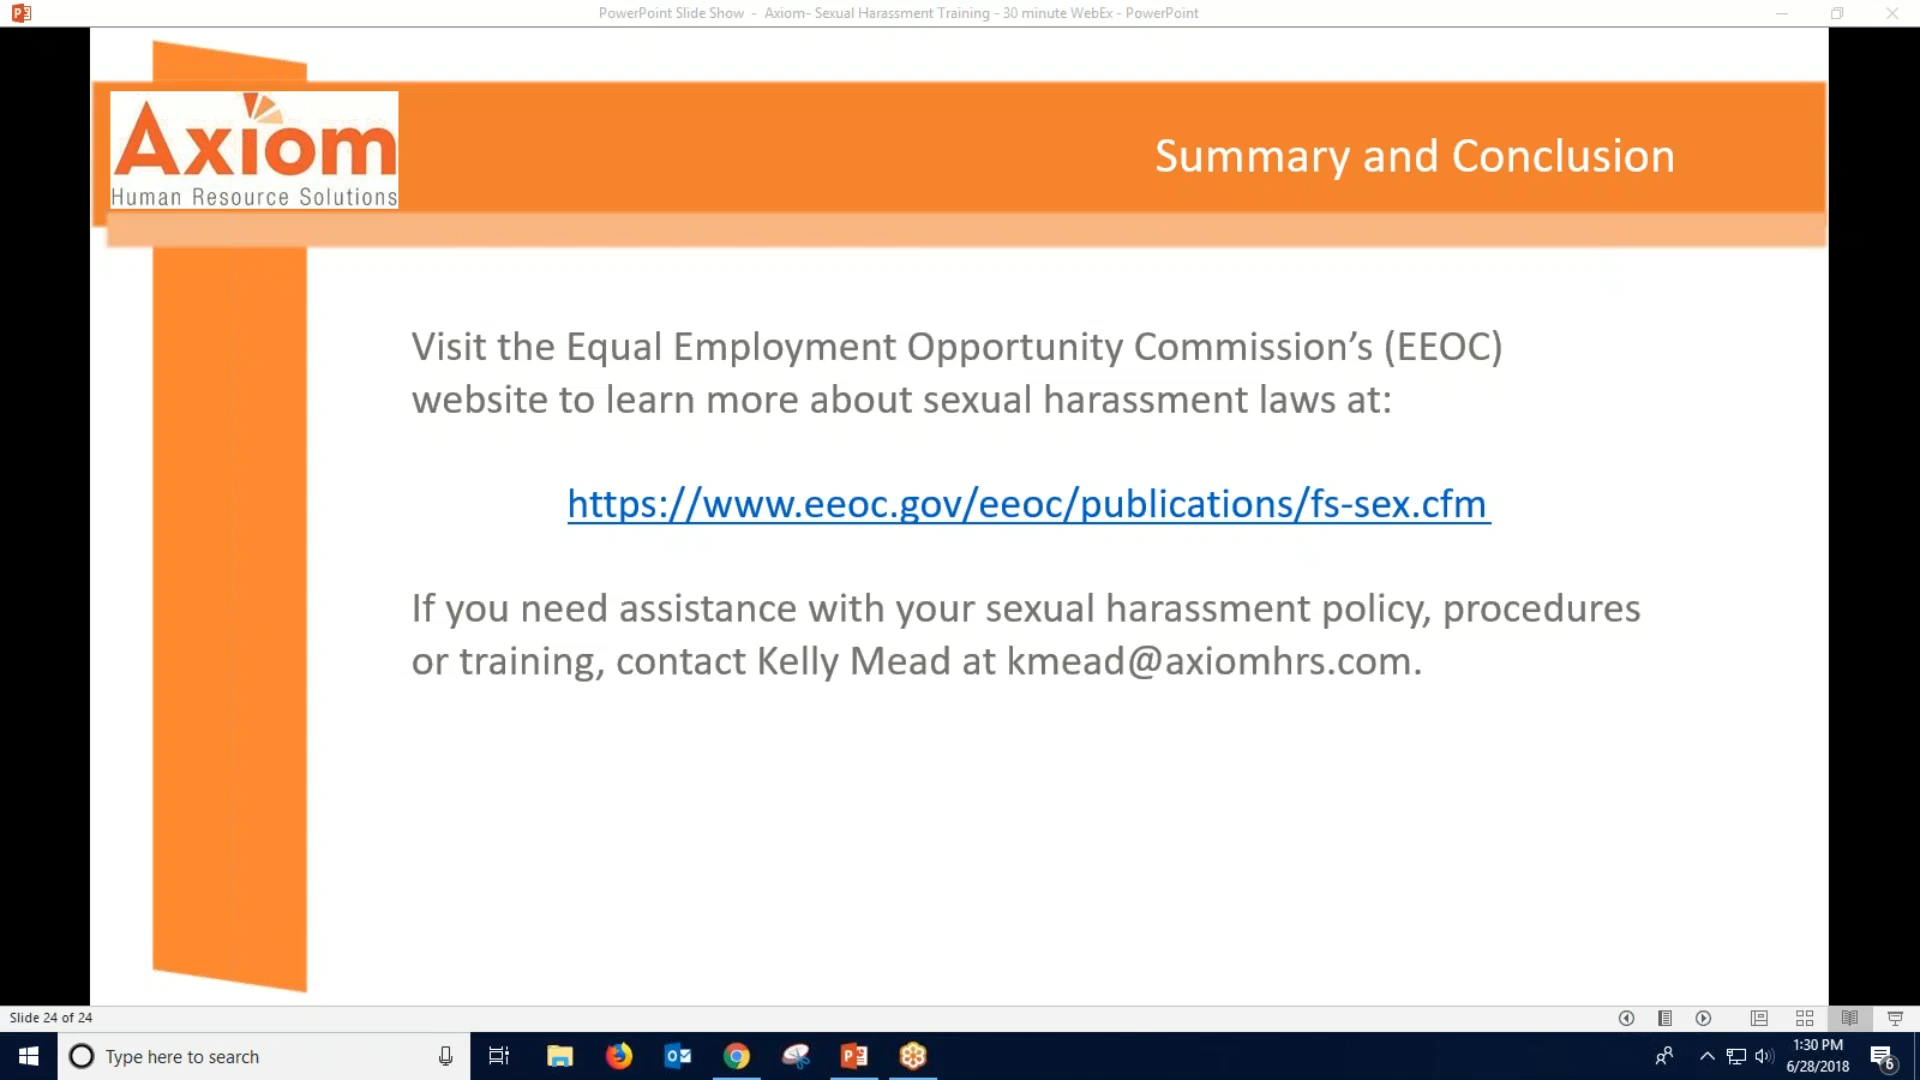 PowerPoint Slide Show - Axiom- Sexual Harassment Training - 30 minute WebEx - PowerPoint
Axiom
Human Resource Solutions
Summary and Conclusion
Visit the Equal Employment Opportunity Commission’s (EEOC)
website to learn more about sexual harassment laws at:
https://www.eeoc.gov/eeoc/publications/fs-sex.cfm
If you need assistance with your sexual harassment policy, procedures
or training, contact Kelly Mead at kmead@axiomhrs.com.
Slide 24 of 24
Type here to search
1:30 PM
6/28/2018
6